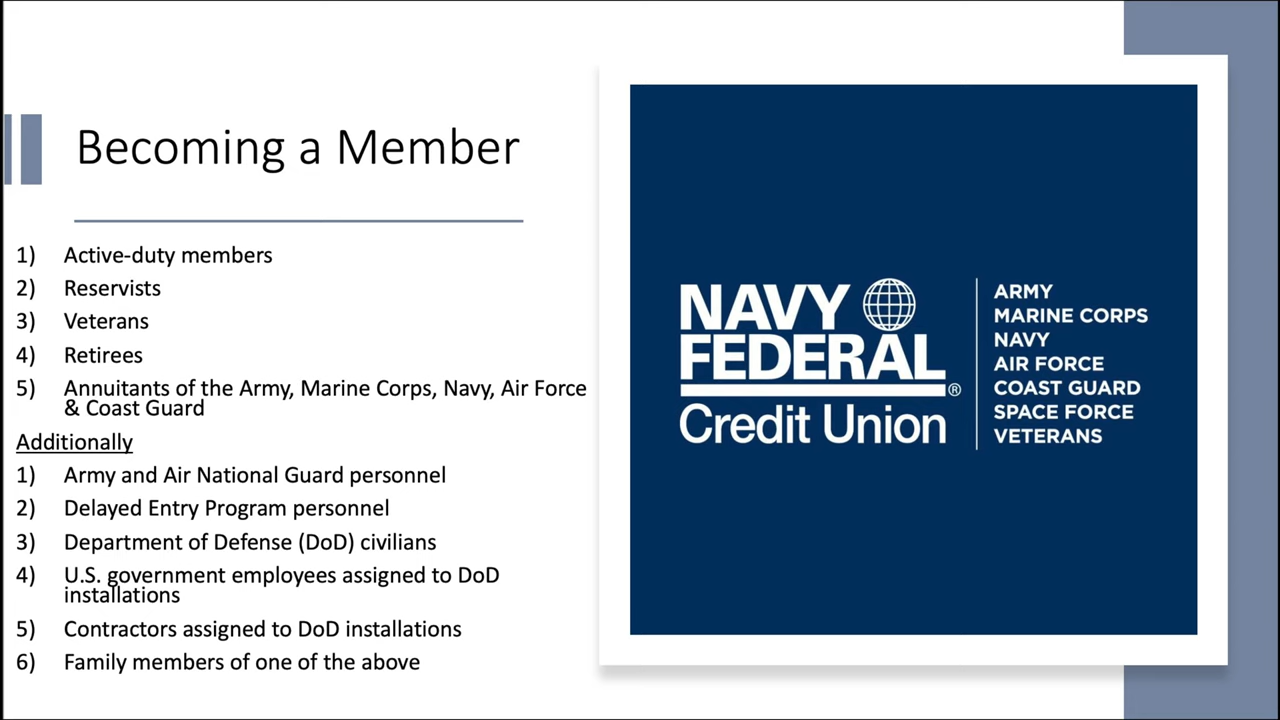 Becoming a Member
1) Active-duty members
2) Reservists
3) Veterans
4) Retirees
5) Annuitants of the Army, Marine Corps, Navy, Air Force
& Coast Guard
Additionally
1) Army and Air National Guard personnel
2) Delayed Entry Program personnel
3) Department of Defense (DoD) civilians
4) U.S. government employees assigned to DoD
installations
5) Contractors assigned to DoD installations
6) Family members of one of the above
NAVY
FEDERAL®
Credit Union
ARMY
MARINE CORPS
NAVY
AIR FORCE
COAST GUARD
SPACE FORCE
VETERANS